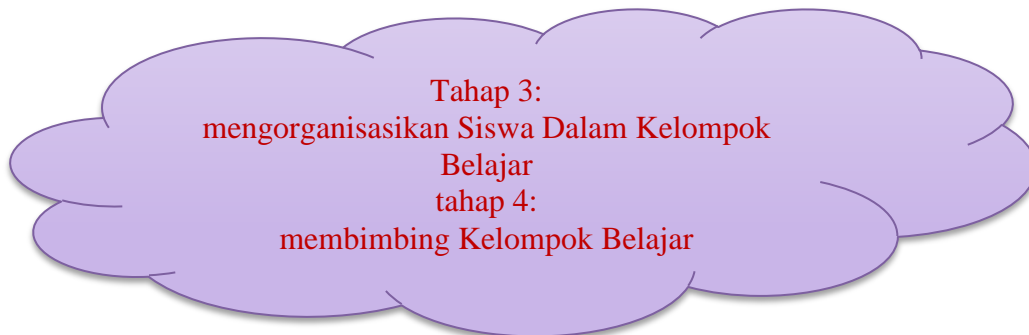 Tahap 3:
mengorganisasikan Siswa Dalam Kelompok
Belajar
tahap 4:
membimbing Kelompok Belajar